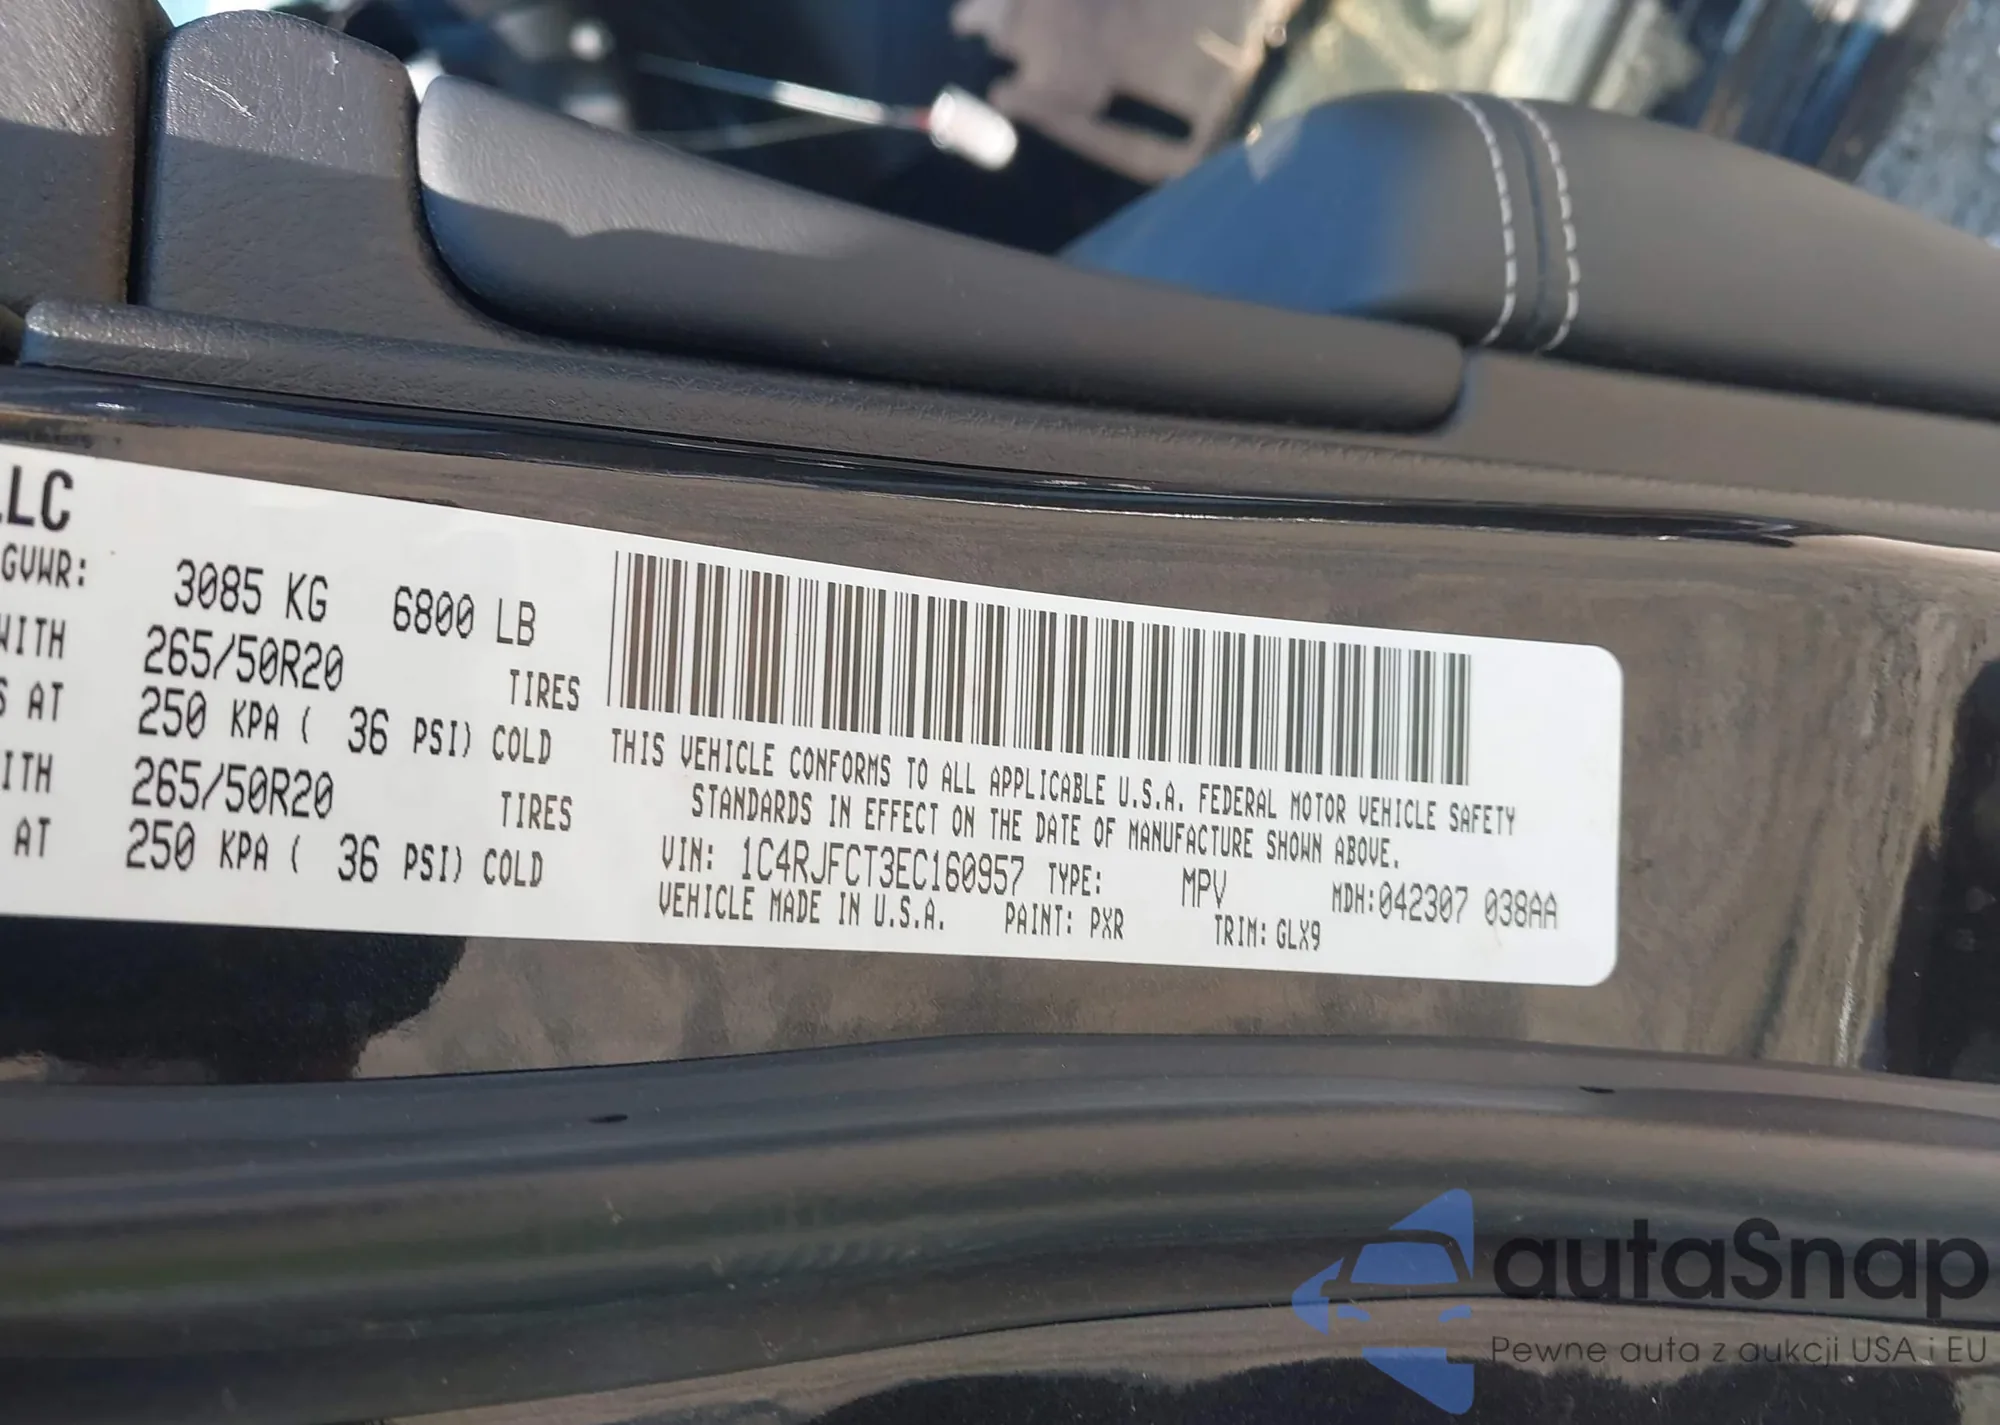 LLC
GVWR: 3085 KG 6800 LB
WITH 265/50R20 TIRES
S AT 250 KPA ( 36 PSI) COLD
ITH 265/50R20 TIRES
AT 250 KPA ( 36 PSI) COLD
THIS VEHICLE CONFORMS TO ALL APPLICABLE U.S.A. FEDERAL MOTOR VEHICLE SAFETY
STANDARDS IN EFFECT ON THE DATE OF MANUFACTURE SHOWN ABOVE.
VIN: 1C4RJFCT3EC160957 TYPE: MPV MDH:042307 038AA
VEHICLE MADE IN U.S.A. PAINT: PXR TRIM: GLX9
autaSnap
Pewne auta z aukcji USA i EU